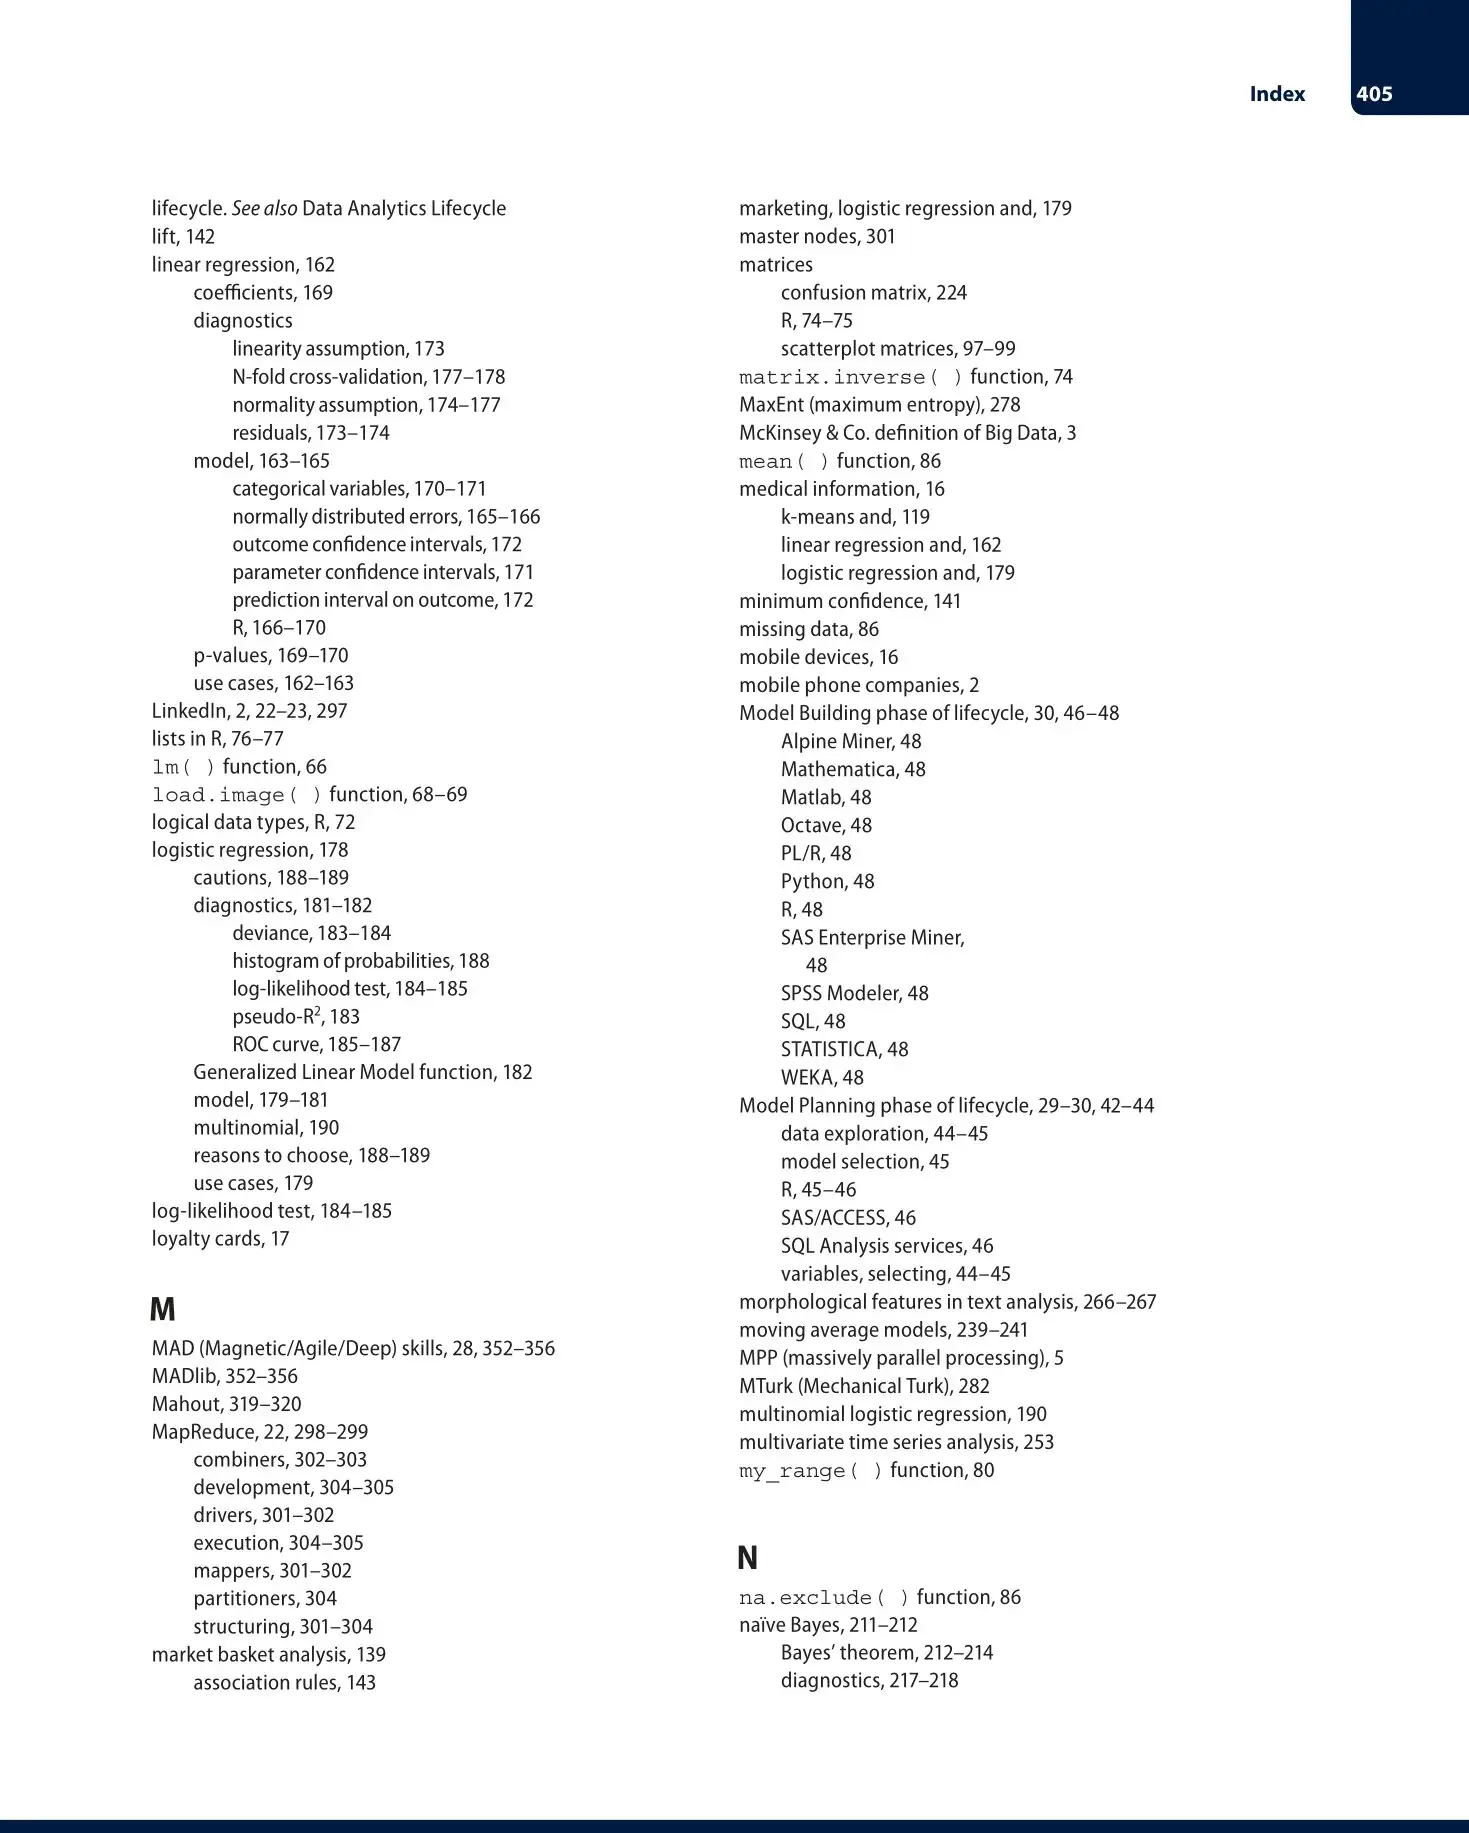 Index 405
lifecycle. See also Data Analytics Lifecycle
lift, 142
linear regression, 162
coefficients, 169
diagnostics
linearity assumption, 173
N-fold cross-validation, 177–178
normality assumption, 174–177
residuals, 173–174
model, 163–165
categorical variables, 170–171
normally distributed errors, 165–166
outcome confidence intervals, 172
parameter confidence intervals, 171
prediction interval on outcome, 172
R, 166–170
p-values, 169–170
use cases, 162–163
LinkedIn, 2, 22–23, 297
lists in R, 76–77
lm( ) function, 66
load.image( ) function, 68–69
logical data types, R, 72
logistic regression, 178
cautions, 188–189
diagnostics, 181–182
deviance, 183–184
histogram of probabilities, 188
log-likelihood test, 184–185
pseudo-R², 183
ROC curve, 185–187
Generalized Linear Model function, 182
model, 179–181
multinomial, 190
reasons to choose, 188–189
use cases, 179
log-likelihood test, 184–185
loyalty cards, 17
M
MAD (Magnetic/Agile/Deep) skills, 28, 352–356
MADlib, 352–356
Mahout, 319–320
MapReduce, 22, 298–299
combiners, 302–303
development, 304–305
drivers, 301–302
execution, 304–305
mappers, 301–302
partitioners, 304
structuring, 301–304
market basket analysis, 139
association rules, 143
marketing, logistic regression and, 179
master nodes, 301
matrices
confusion matrix, 224
R, 74–75
scatterplot matrices, 97–99
matrix.inverse( ) function, 74
MaxEnt (maximum entropy), 278
McKinsey & Co. definition of Big Data, 3
mean( ) function, 86
medical information, 16
k-means and, 119
linear regression and, 162
logistic regression and, 179
minimum confidence, 141
missing data, 86
mobile devices, 16
mobile phone companies, 2
Model Building phase of lifecycle, 30, 46–48
Alpine Miner, 48
Mathematica, 48
Matlab, 48
Octave, 48
PL/R, 48
Python, 48
R, 48
SAS Enterprise Miner,
48
SPSS Modeler, 48
SQL, 48
STATISTICA, 48
WEKA, 48
Model Planning phase of lifecycle, 29–30, 42–44
data exploration, 44–45
model selection, 45
R, 45–46
SAS/ACCESS, 46
SQL Analysis services, 46
variables, selecting, 44–45
morphological features in text analysis, 266–267
moving average models, 239–241
MPP (massively parallel processing), 5
MTurk (Mechanical Turk), 282
multinomial logistic regression, 190
multivariate time series analysis, 253
my_range( ) function, 80
N
na.exclude( ) function, 86
naïve Bayes, 211–212
Bayes’ theorem, 212–214
diagnostics, 217–218